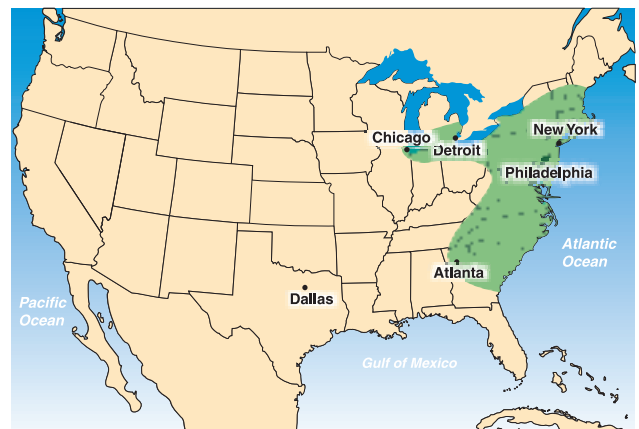 New York
Chicago
Detroit
Philadelphia
Atlantic
Ocean
Atlanta
Dallas
Pacific
Ocean
Gulf of Mexico